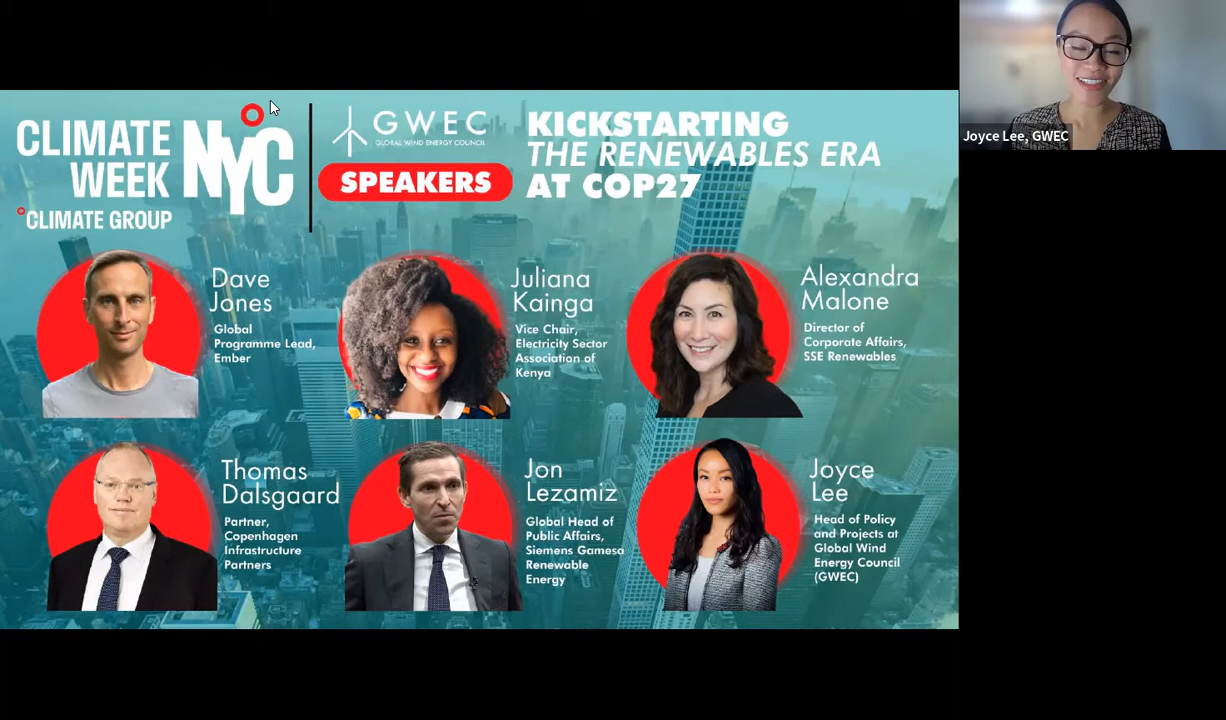 CLIMATE
WEEK
NYC
°CLIMATE GROUP
GWEC
GLOBAL WIND ENERGY COUNCIL
SPEAKERS
KICKSTARTING
THE RENEWABLES ERA
AT COP27
Joyce Lee, GWEC
Dave
Jones
Global
Programme Lead,
Ember
Juliana
Kainga
Vice Chair,
Electricity Sector
Association of
Kenya
Alexandra
Malone
Director of
Corporate Affairs,
SSE Renewables
Thomas
Dalsgaard
Partner,
Copenhagen
Infrastructure
Partners
Jon
Lezamiz
Global Head of
Public Affairs,
Siemens Gamesa
Renewable
Energy
Joyce
Lee
Head of Policy
and Projects at
Global Wind
Energy Council
(GWEC)